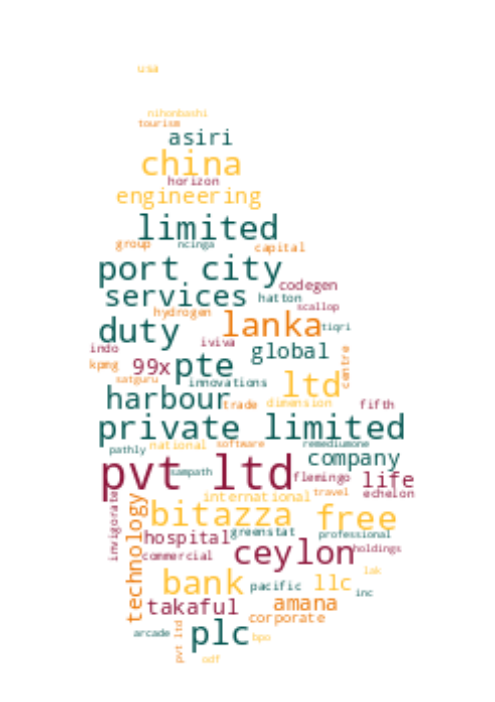 usa
nihonbashi
tourism
asiri
china
horizon
engineering
limited
group ncinga capital
port city
codegen
services hatton
scallop
hydrogen
duty lanka tiqri
iviva
indo global
kpmg 99x pte centre
satguru innovations ltd
harbour trade dimension fifth
private limited
pathly national software remediumone
company
pvt ltd sampath flemingo life
international travel echelon
invigorate technology bitazza free
greenstat professional
hospital
commercial ceylon holdings
lak
bank pacific llc inc
takaful amana
corporate
arcade plc bpo
pvt ltd
odf